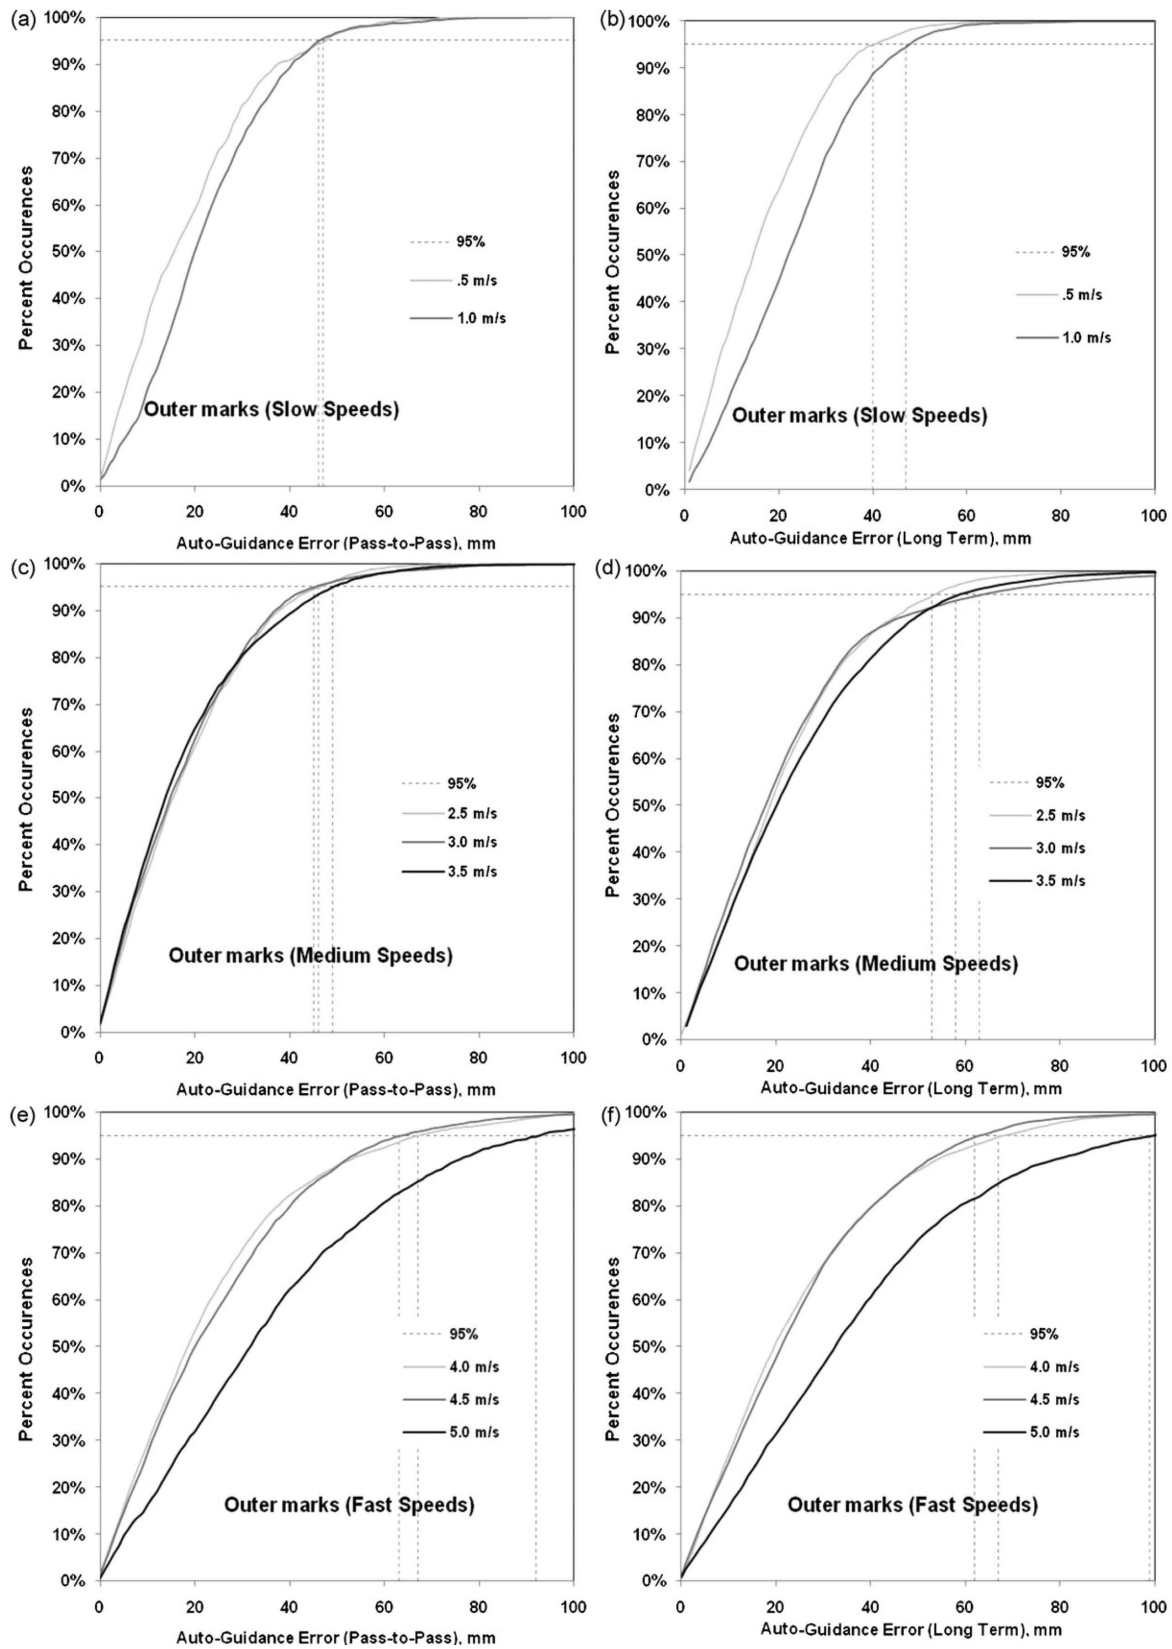 (a)
100%
90%
80%
70%
60%
50%
40%
30%
20%
10%
0%
Percent Occurences
95%
.5 m/s
1.0 m/s
Outer marks (Slow Speeds)
0 20 40 60 80 100
Auto-Guidance Error (Pass-to-Pass), mm
(b)
100%
90%
80%
70%
60%
50%
40%
30%
20%
10%
0%
Percent Occurences
95%
.5 m/s
1.0 m/s
Outer marks (Slow Speeds)
0 20 40 60 80 100
Auto-Guidance Error (Long Term), mm
(c)
100%
90%
80%
70%
60%
50%
40%
30%
20%
10%
0%
Percent Occurences
95%
2.5 m/s
3.0 m/s
3.5 m/s
Outer marks (Medium Speeds)
0 20 40 60 80 100
Auto-Guidance Error (Pass-to-Pass), mm
(d)
100%
90%
80%
70%
60%
50%
40%
30%
20%
10%
0%
Percent Occurences
95%
2.5 m/s
3.0 m/s
3.5 m/s
Outer marks (Medium Speeds)
0 20 40 60 80 100
Auto-Guidance Error (Long Term), mm
(e)
100%
90%
80%
70%
60%
50%
40%
30%
20%
10%
0%
Percent Occurences
95%
4.0 m/s
4.5 m/s
5.0 m/s
Outer marks (Fast Speeds)
0 20 40 60 80 100
Auto-Guidance Error (Pass-to-Pass), mm
(f)
100%
90%
80%
70%
60%
50%
40%
30%
20%
10%
0%
Percent Occurences
95%
4.0 m/s
4.5 m/s
5.0 m/s
Outer marks (Fast Speeds)
0 20 40 60 80 100
Auto-Guidance Error (Long Term), mm